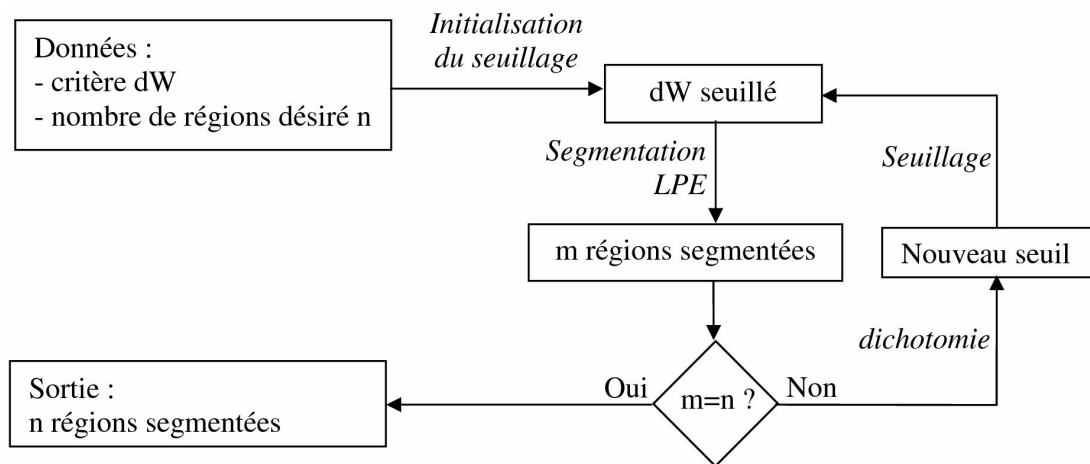 Données :
- critère dW
- nombre de régions désiré n
Initialisation
du seuillage
dW seuillé
Segmentation
LPE
Seuillage
m régions segmentées
Nouveau seuil
dichotomie
m=n ?
Oui
Non
Sortie :
n régions segmentées